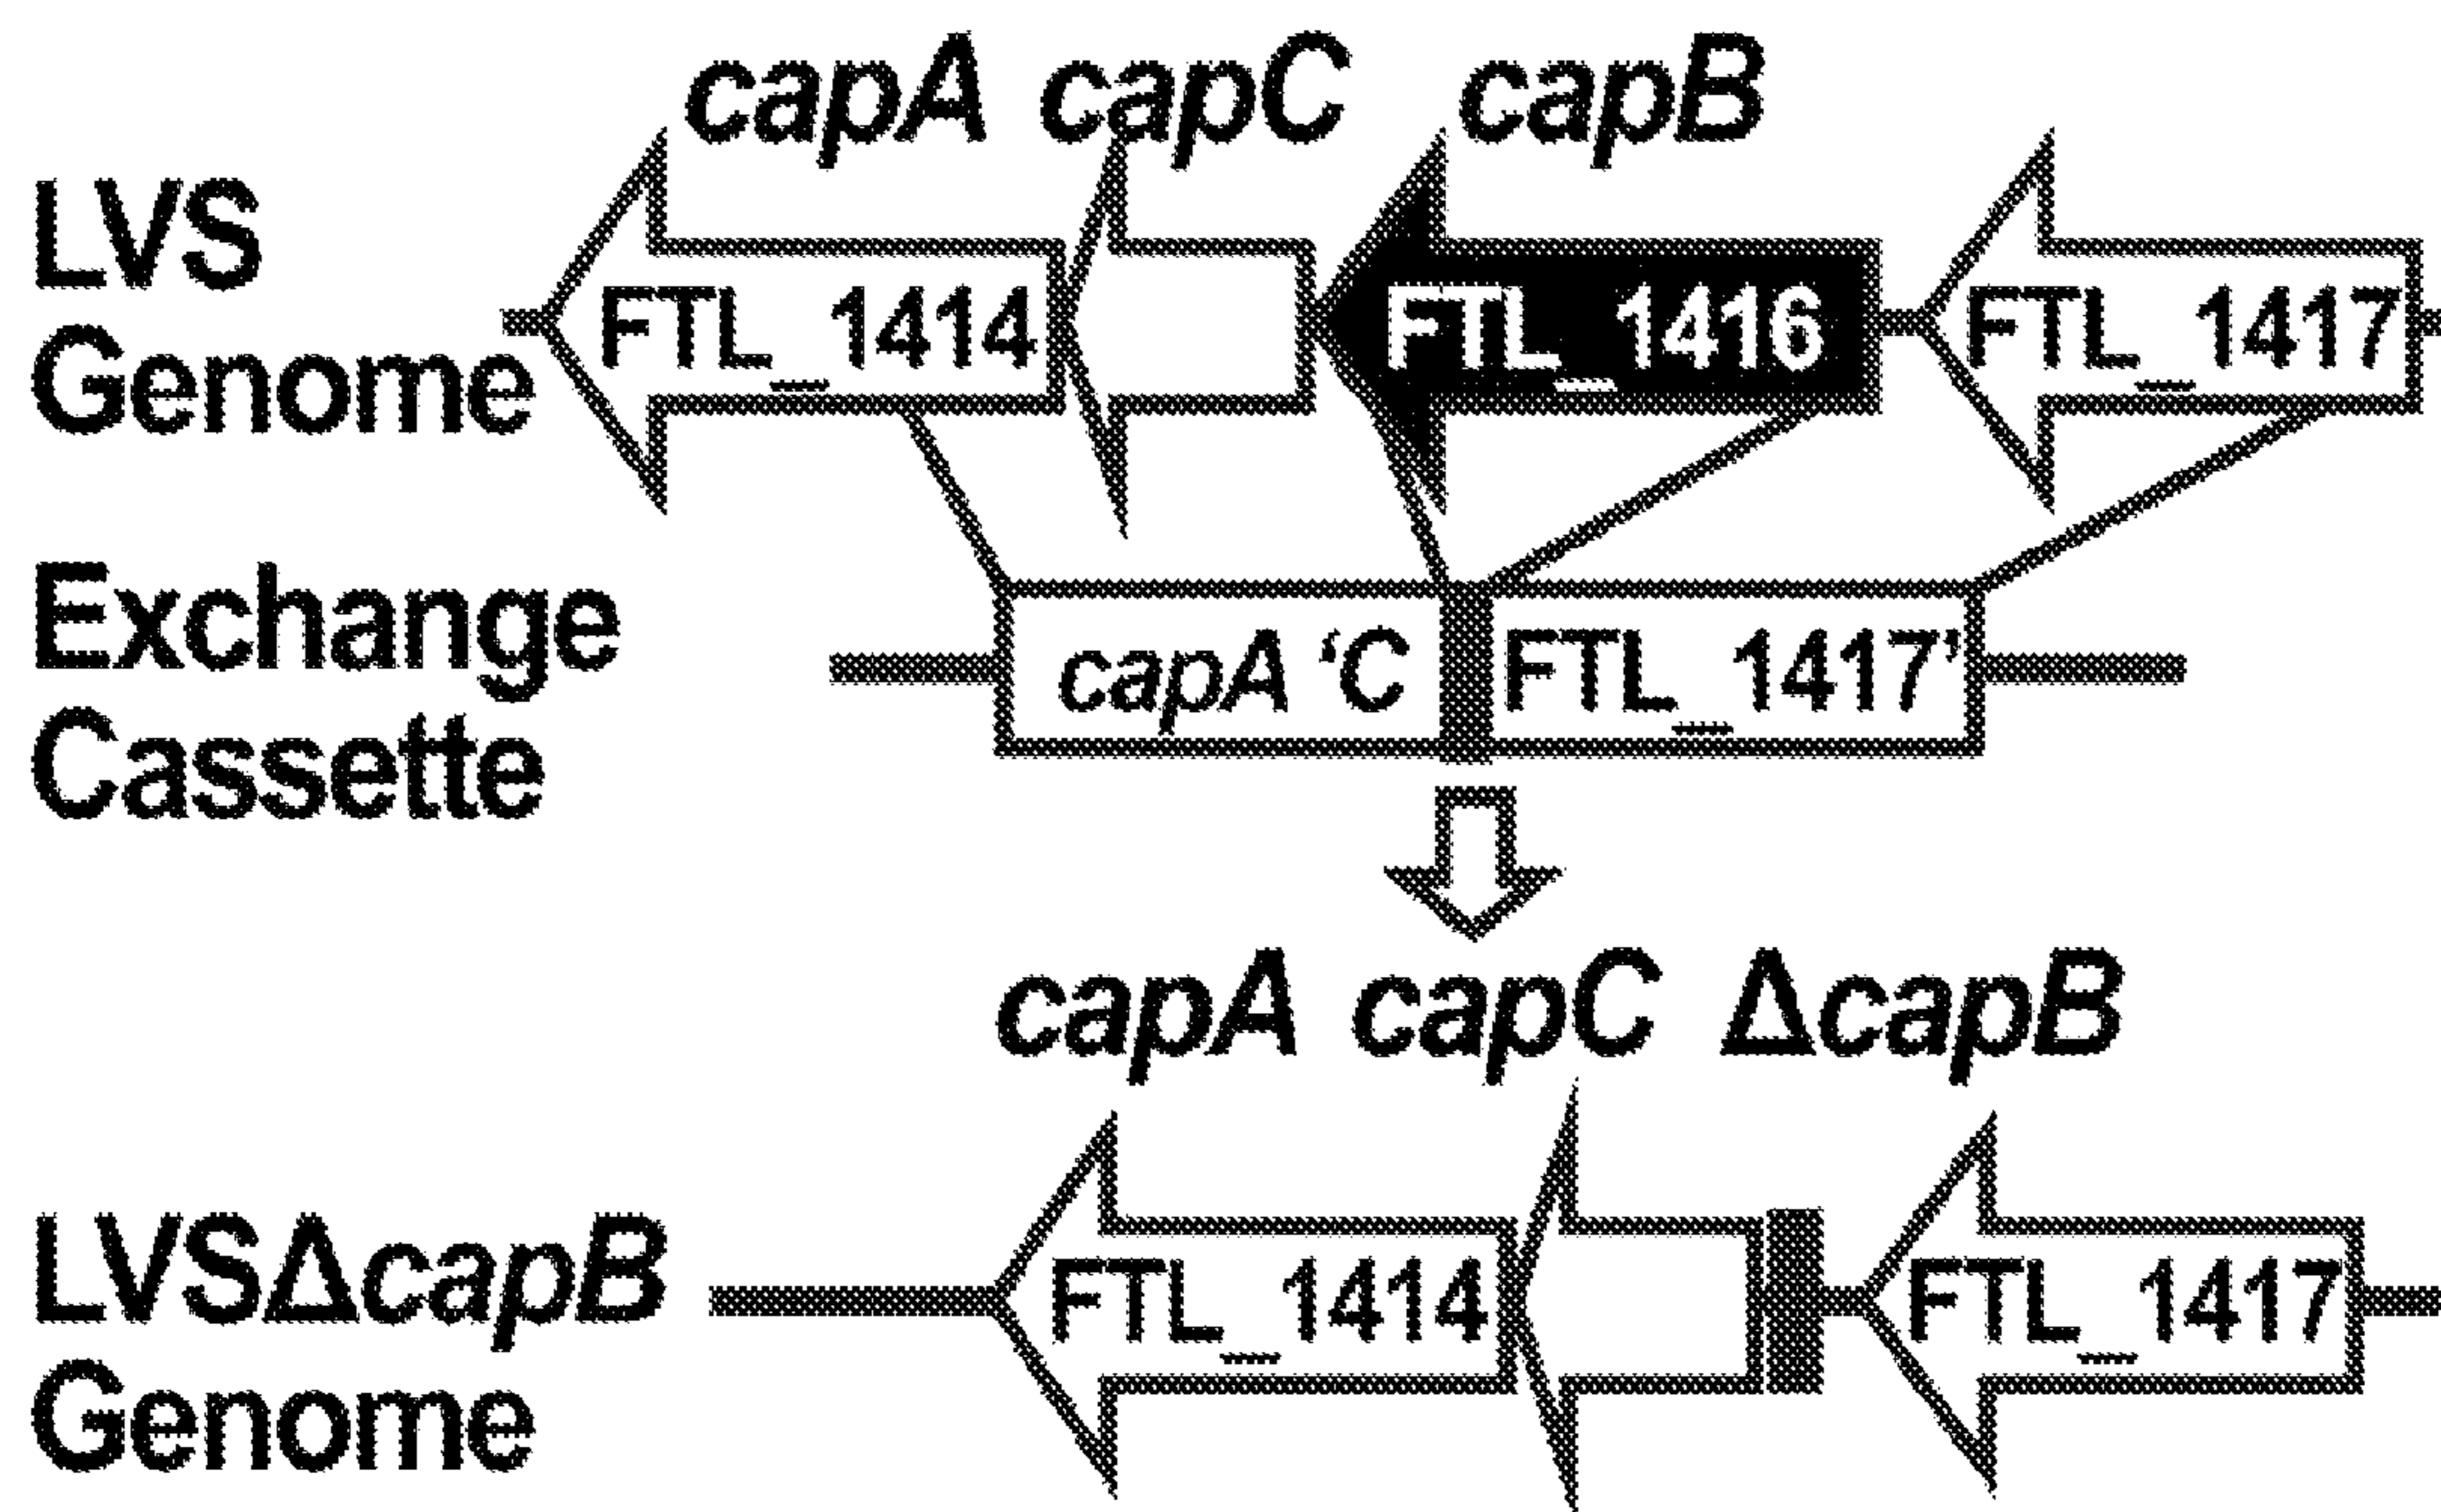 capA capC capB
LVS
Genome
FTL_1414 FTL_1416 FTL_1417
Exchange
Cassette
capA ‘C FTL_1417’
capA capC ΔcapB
LVSΔcapB
Genome
FTL_1414 FTL_1417